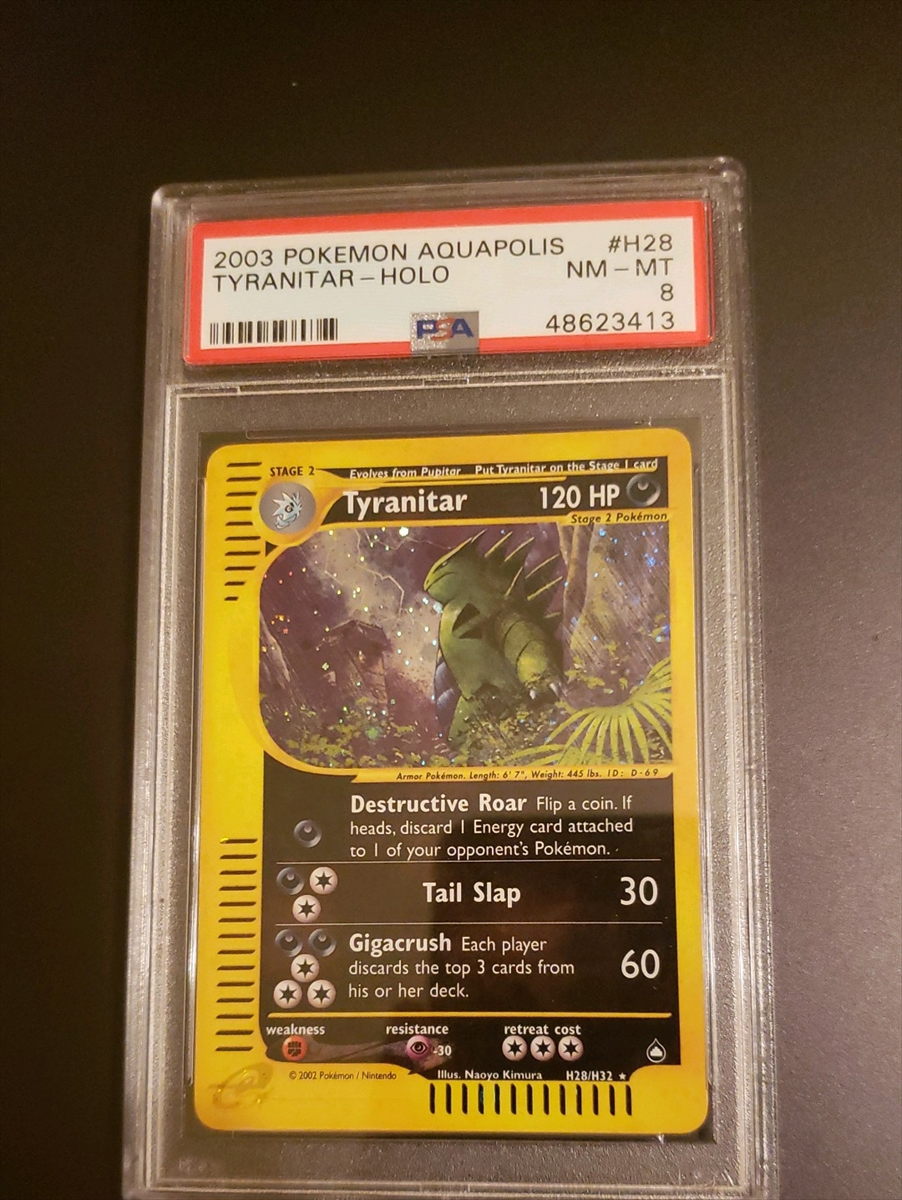 2003 POKEMON AQUAPOLIS #H28
TYRANITAR – HOLO NM – MT
8
PSA 48623413
STAGE 2 Evolves from Pupitar Put Tyranitar on the Stage 1 card
Tyranitar 120 HP
Stage 2 Pokémon
Armor Pokémon. Length: 6' 7", Weight: 445 lbs. ID: D-69
Destructive Roar Flip a coin. If
heads, discard 1 Energy card attached
to 1 of your opponent's Pokémon.
Tail Slap 30
Gigacrush Each player
discards the top 3 cards from
his or her deck.
60
weakness resistance retreat cost
-30
© 2002 Pokémon / Nintendo Illus. Naoyo Kimura H28/H32 ★
e